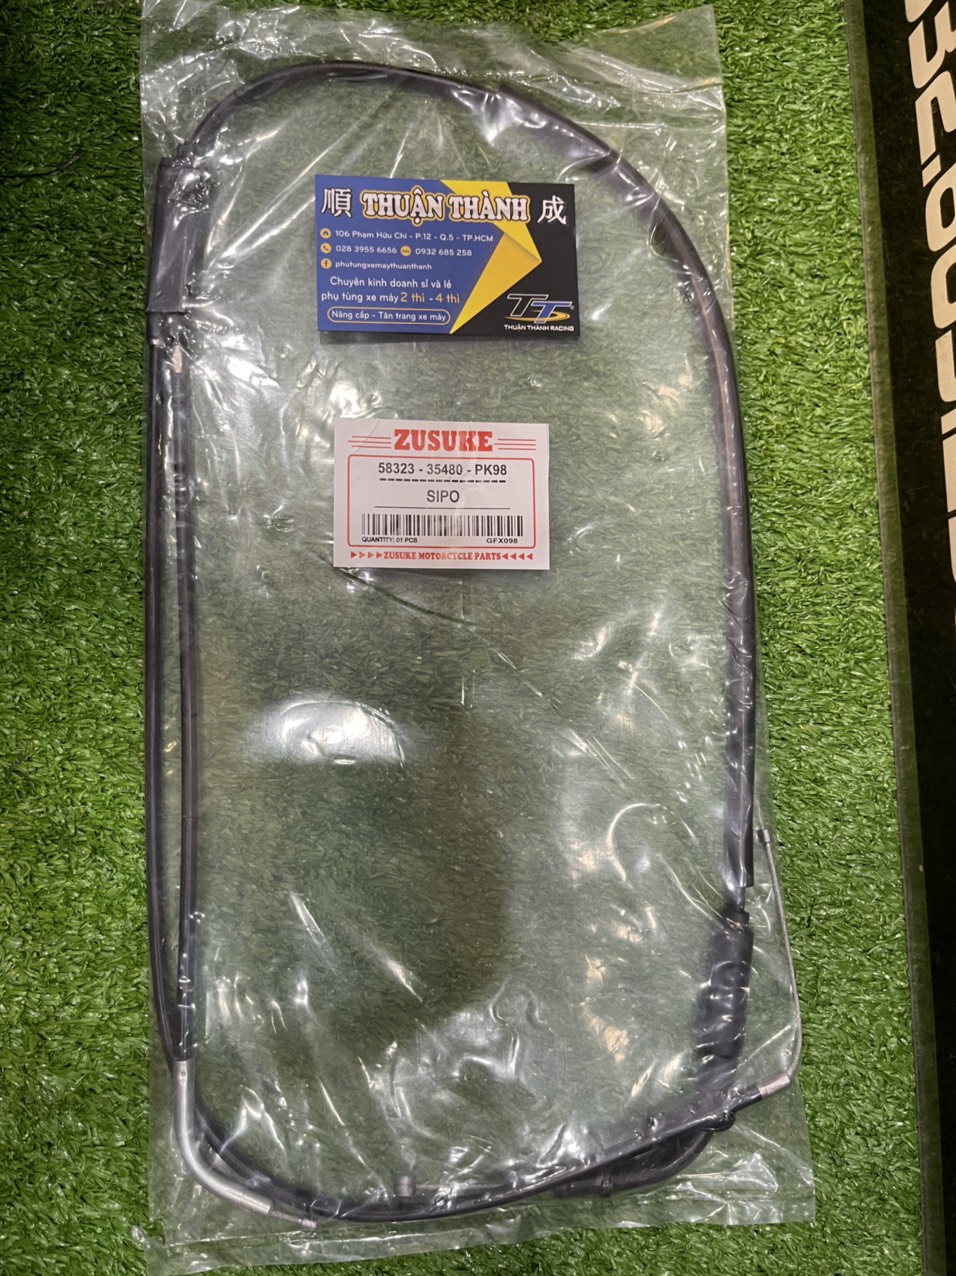 順 THUẬN THÀNH 成
106 Phạm Hữu Chí - P.12 - Q.5 - TP.HCM
028 3955 6656 0932 685 258
phutungxemaythuanthanh
Chuyên kinh doanh sỉ và lẻ
phụ tùng xe máy 2 thì - 4 thì
Nâng cấp - Tân trang xe máy
TT
THUẬN THÀNH RACING
ZUSUKE
58323 - 35480 - PK98
SIPO
QUANTITY: 01 PCS GFX098
ZUSUKE MOTORCYCLE PARTS